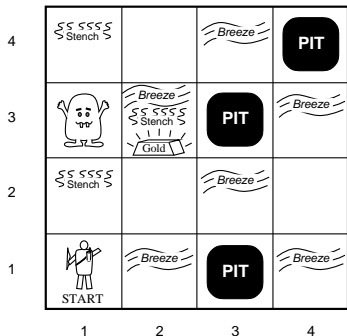 4
Stench
Breeze
PIT
3
Breeze
Stench
Gold
PIT
Breeze
2
Stench
Breeze
1
START
Breeze
PIT
Breeze
1 2 3 4